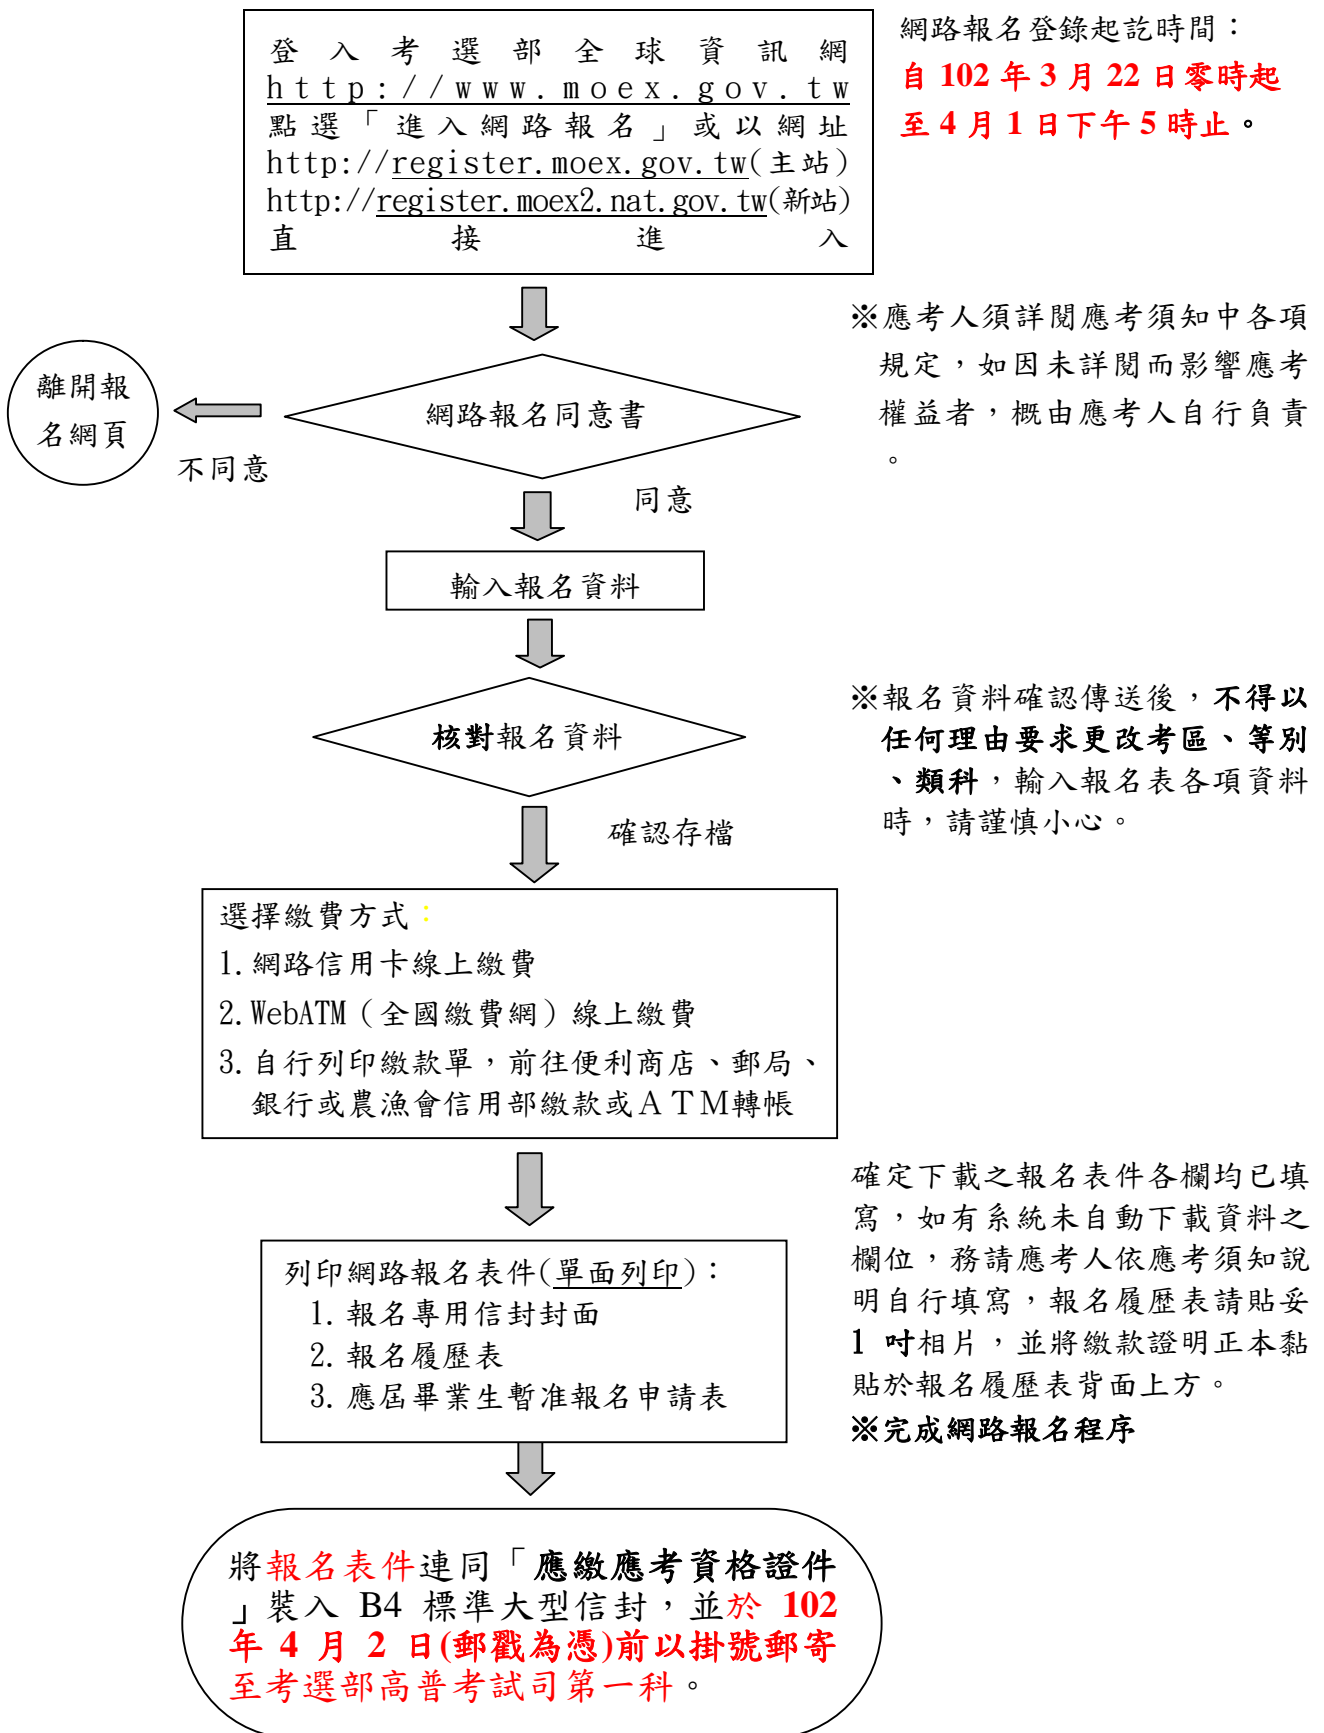 登入考選部全球資訊網
http://www.moex.gov.tw
點選「進入網路報名」或以網址
http://register.moex.gov.tw(主站)
http://register.moex2.nat.gov.tw(新站)
直接進入
網路報名登錄起訖時間：
自 102 年 3 月 22 日零時起
至 4 月 1 日下午 5 時止。
※應考人須詳閱應考須知中各項
規定，如因未詳閱而影響應考
權益者，概由應考人自行負責
。
離開報
名網頁
不同意
網路報名同意書
同意
輸入報名資料
核對報名資料
※報名資料確認傳送後，不得以
任何理由要求更改考區、等別
、類科，輸入報名表各項資料
時，請謹慎小心。
確認存檔
選擇繳費方式：
1.網路信用卡線上繳費
2.WebATM（全國繳費網）線上繳費
3.自行列印繳款單，前往便利商店、郵局、
銀行或農漁會信用部繳款或ＡＴＭ轉帳
確定下載之報名表件各欄均已填
寫，如有系統未自動下載資料之
欄位，務請應考人依應考須知說
明自行填寫，報名履歷表請貼妥
1 吋相片，並將繳款證明正本黏
貼於報名履歷表背面上方。
※完成網路報名程序
列印網路報名表件(單面列印)：
1.報名專用信封封面
2.報名履歷表
3.應屆畢業生暫准報名申請表
將報名表件連同「應繳應考資格證件
」裝入 B4 標準大型信封，並於 102
年 4 月 2 日(郵戳為憑)前以掛號郵寄
至考選部高普考試司第一科。